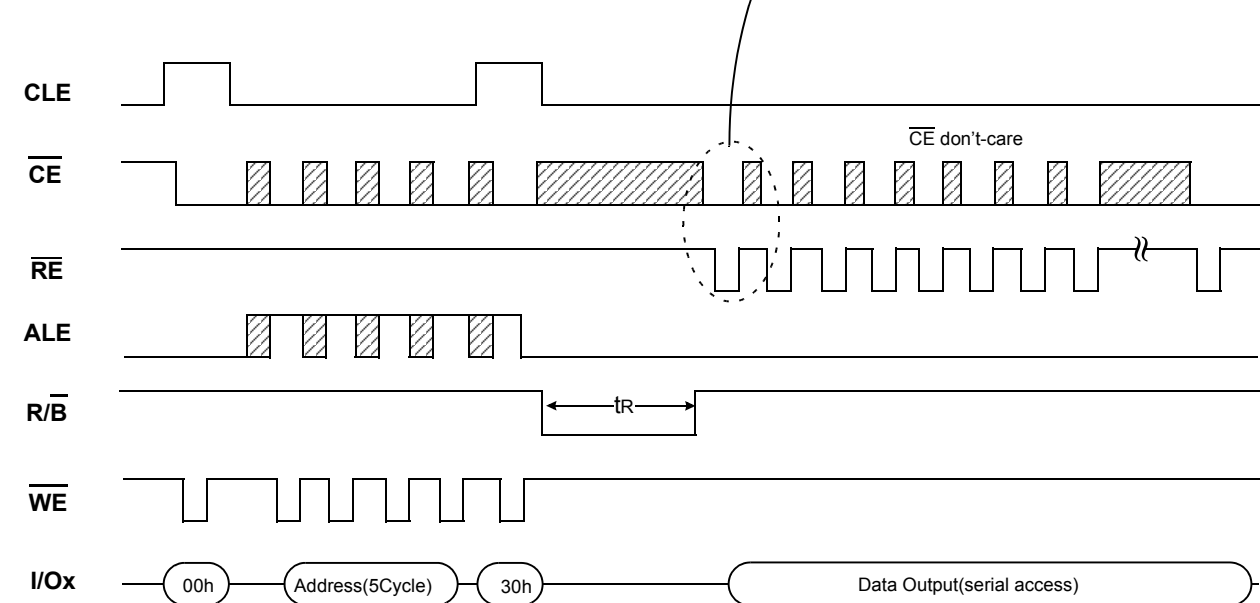 CLE
CE don't-care
CE
RE
ALE
R/B
tR
WE
I/Ox
00h
Address(5Cycle)
30h
Data Output(serial access)